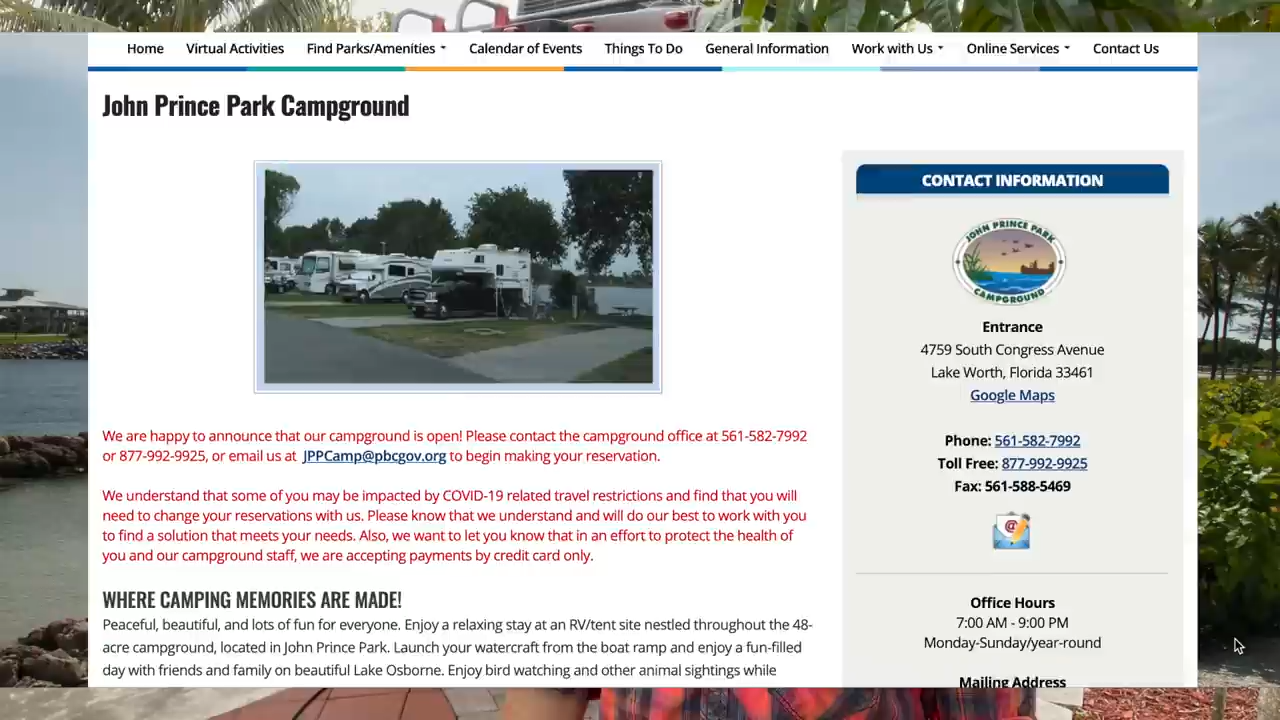 Home Virtual Activities Find Parks/Amenities Calendar of Events Things To Do General Information Work with Us Online Services Contact Us
John Prince Park Campground
We are happy to announce that our campground is open! Please contact the campground office at 561-582-7992
or 877-992-9925, or email us at JPPCamp@pbcgov.org to begin making your reservation.
We understand that some of you may be impacted by COVID-19 related travel restrictions and find that you will
need to change your reservations with us. Please know that we understand and will do our best to work with you
to find a solution that meets your needs. Also, we want to let you know that in an effort to protect the health of
you and our campground staff, we are accepting payments by credit card only.
WHERE CAMPING MEMORIES ARE MADE!
Peaceful, beautiful, and lots of fun for everyone. Enjoy a relaxing stay at an RV/tent site nestled throughout the 48-
acre campground, located in John Prince Park. Launch your watercraft from the boat ramp and enjoy a fun-filled
day with friends and family on beautiful Lake Osborne. Enjoy bird watching and other animal sightings while
CONTACT INFORMATION
JOHN PRINCE PARK
CAMPGROUND
Entrance
4759 South Congress Avenue
Lake Worth, Florida 33461
Google Maps
Phone: 561-582-7992
Toll Free: 877-992-9925
Fax: 561-588-5469
@
Office Hours
7:00 AM - 9:00 PM
Monday-Sunday/year-round
Mailing Address